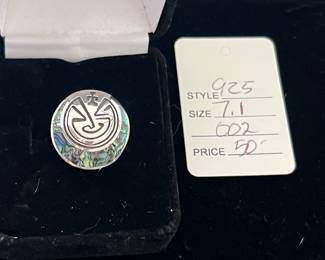 STYLE 925
SIZE 7.1
002
PRICE 50-